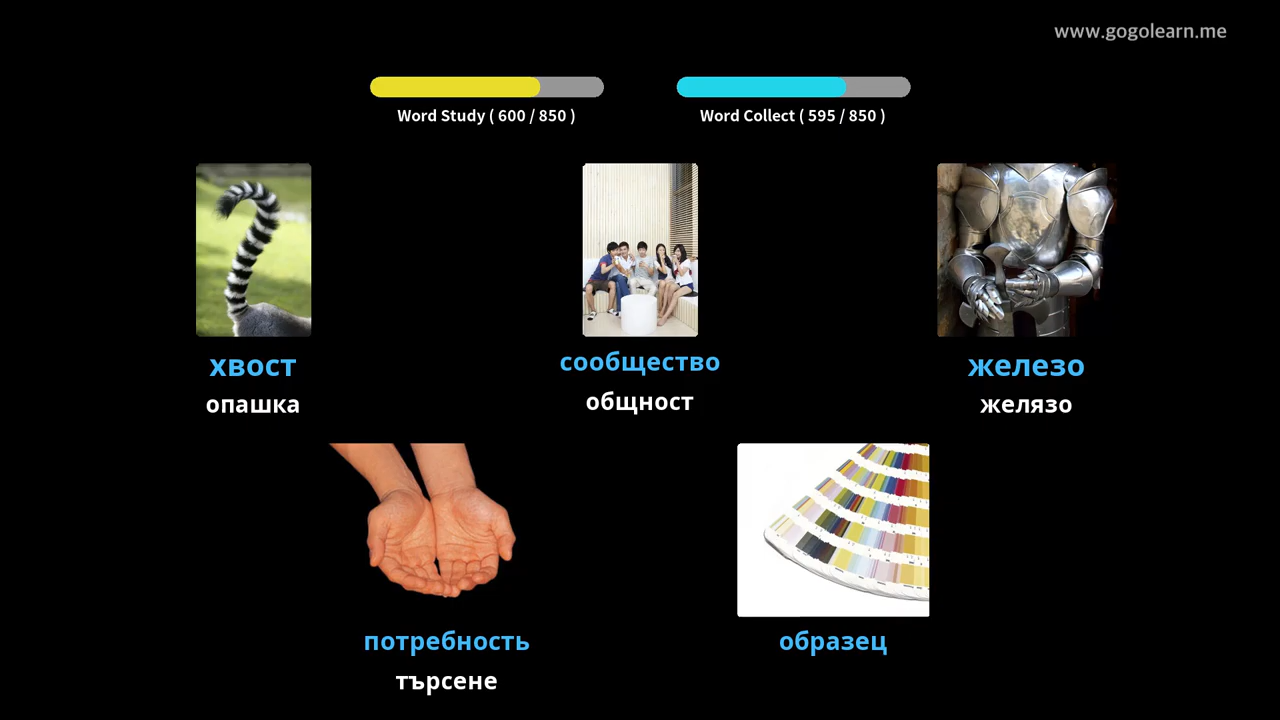 www.gogolearn.me
Word Study ( 600 / 850 )
Word Collect ( 595 / 850 )
хвост
опашка
сообщество
общност
железо
желязо
потребность
търсене
образец